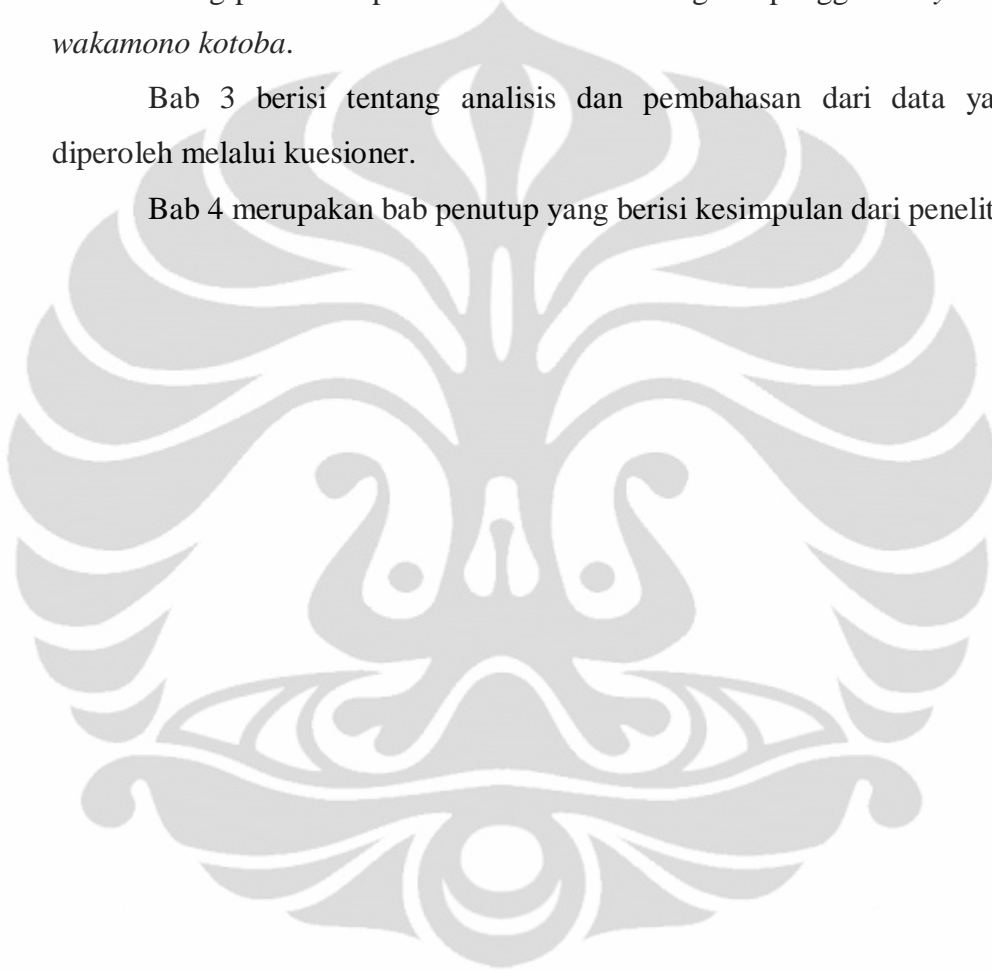 wakamono kotoba.
Bab 3 berisi tentang analisis dan pembahasan dari data ya
diperoleh melalui kuesioner.
Bab 4 merupakan bab penutup yang berisi kesimpulan dari penelit